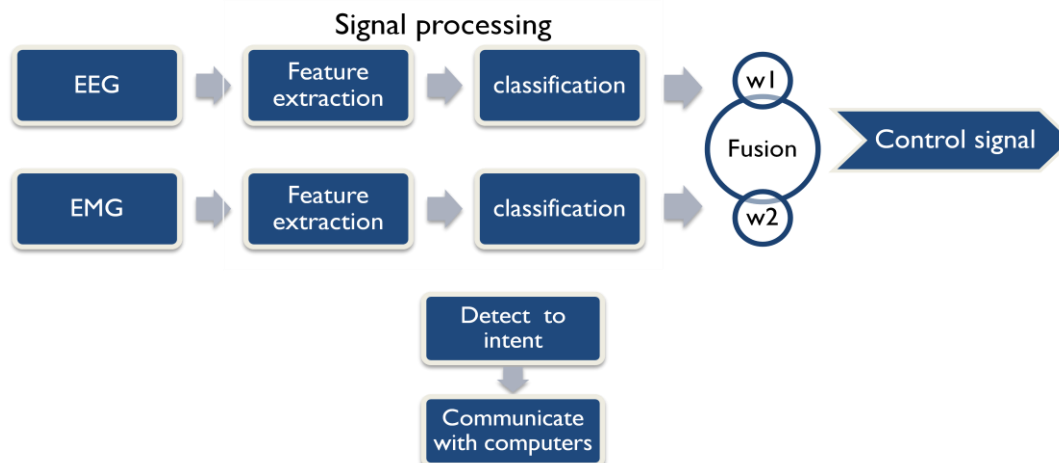 Signal processing
EEG
Feature
extraction
classification
w1
Fusion
Control signal
EMG
Feature
extraction
classification
w2
Detect to
intent
Communicate
with computers